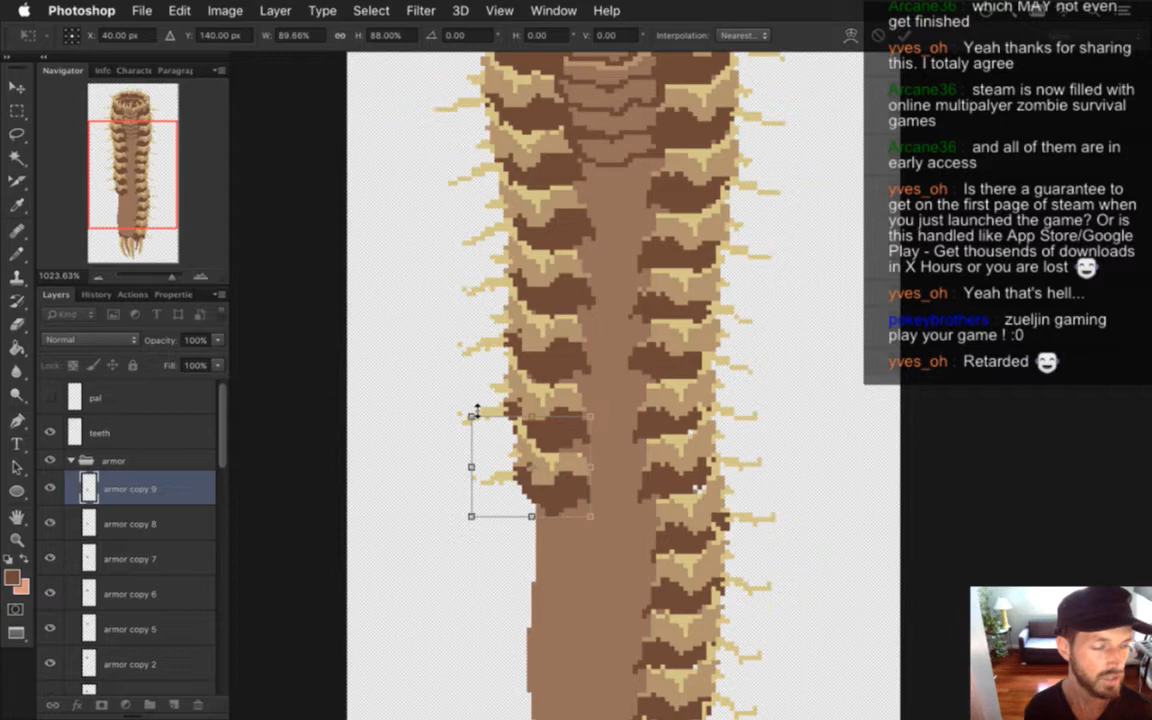 Photoshop File Edit Image Layer Type Select Filter 3D View Window Help
X: 40.00 px Y: 140.00 px W: 89.66% H: 88.00% 0.00 H: 0.00 V: 0.00 Interpolation: Nearest...
Navigator Info Characte Paragraj
1023.63%
Layers History Actions Propertie
Kind
Normal Opacity: 100%
Lock: Fill: 100%
pal
teeth
armor
armor copy 9
armor copy 8
armor copy 7
armor copy 6
armor copy 5
armor copy 2
Arcane36 : which MAY not even
get finished
yves_oh : Yeah thanks for sharing
this. I totaly agree
Arcane36 : steam is now filled with
online multipalyer zombie survival
games
Arcane36 : and all of them are in
early access
yves_oh : Is there a guarantee to
get on the first page of steam when
you just launched the game? Or is
this handled like App Store/Google
Play - Get thousands of downloads
in X Hours or you are lost
yves_oh : Yeah that's hell...
pokeybrothers : zueljin gaming
play your game ! :0
yves_oh : Retarded